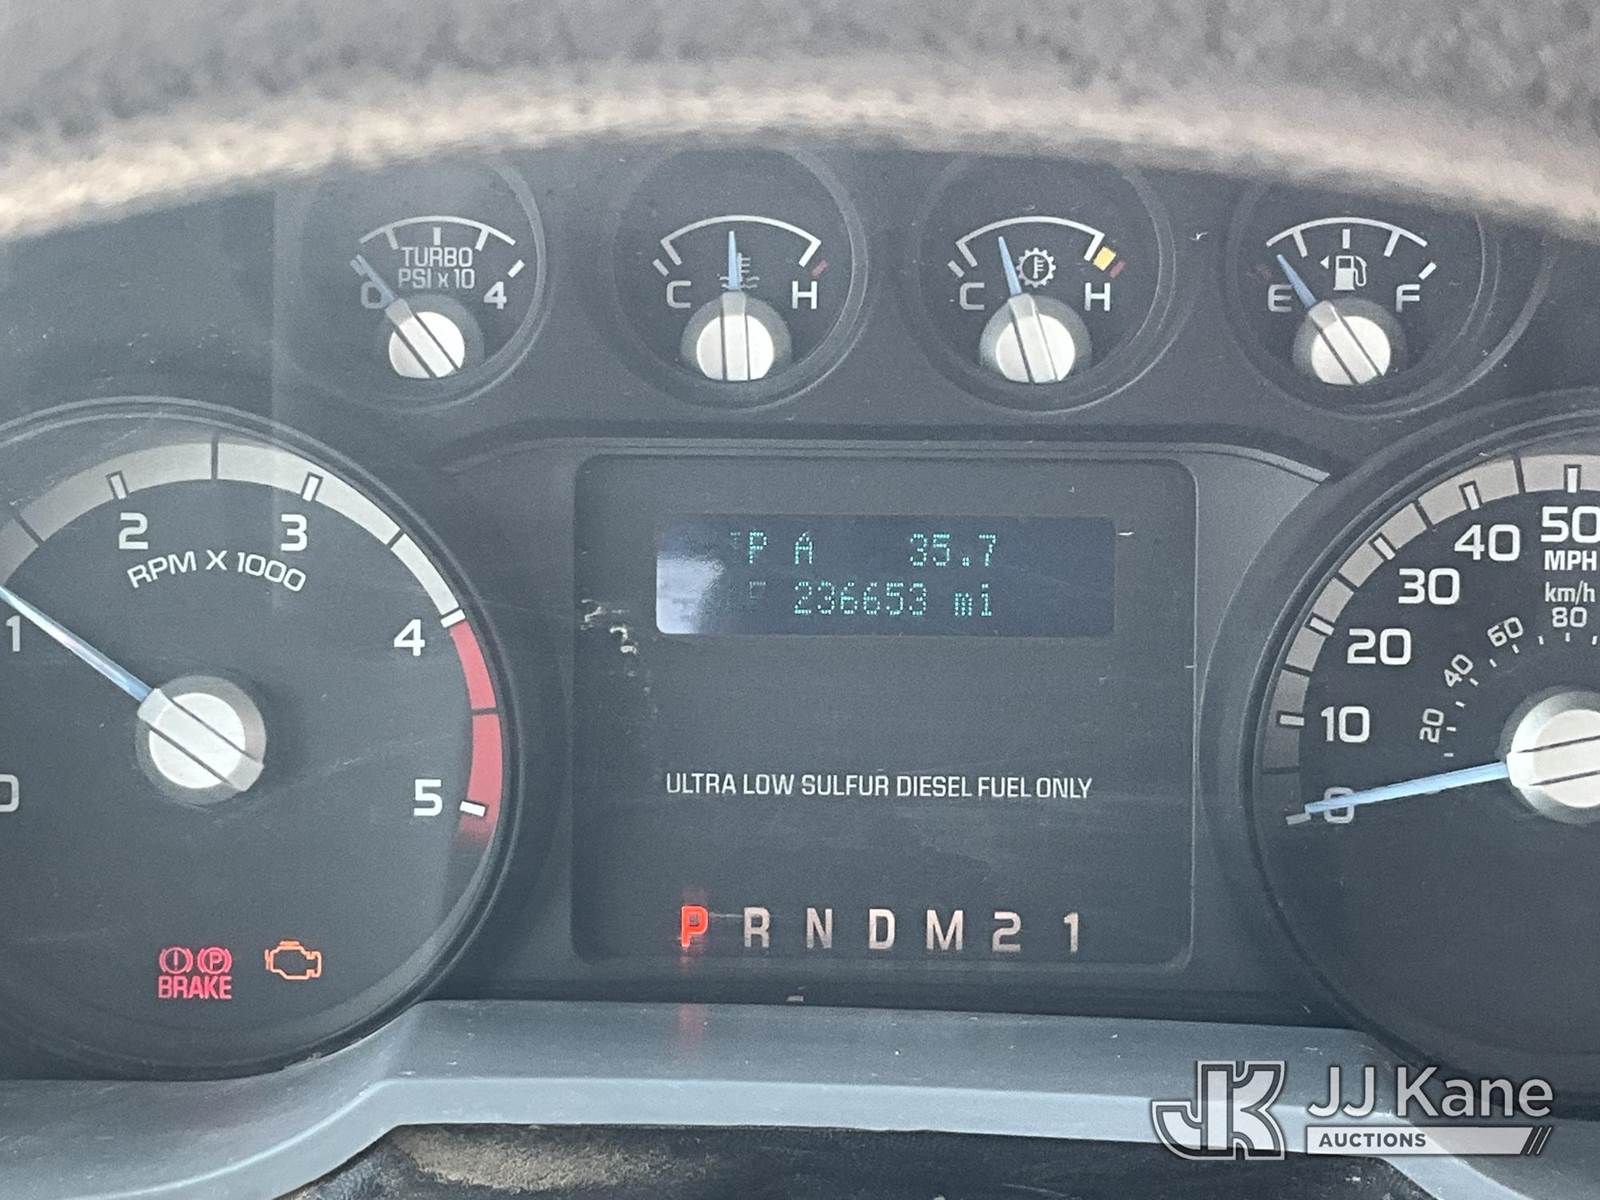 TURBO
PSI x 10
0 4
C H
C H
E F
0 1 2 3 4 5
RPM X 1000
P A 35.7
236653 mi
ULTRA LOW SULFUR DIESEL FUEL ONLY
P R N D M 2 1
0 10 20 30 40 50
MPH
km/h
20 40 60 80
P
BRAKE
JK JJ Kane
AUCTIONS